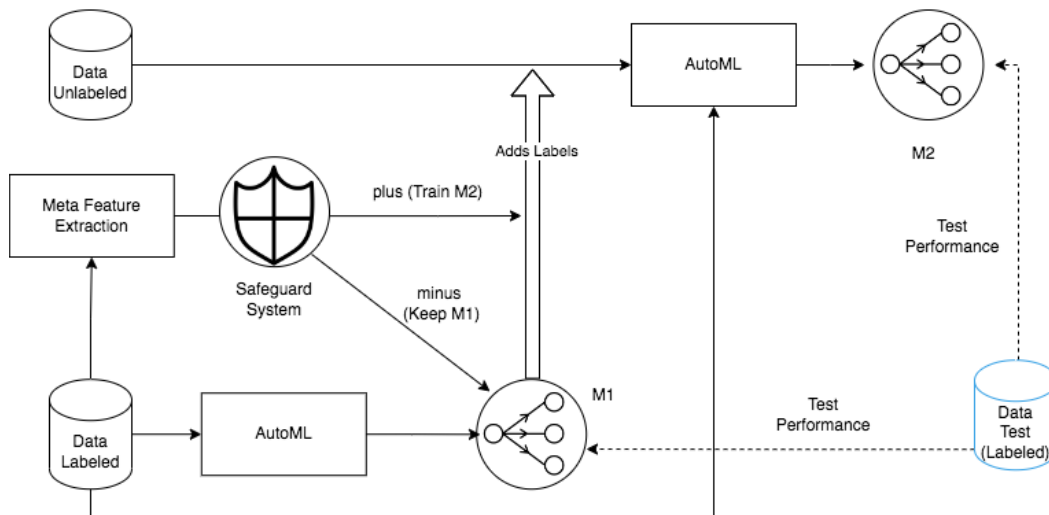 Data
Unlabeled
AutoML
M2
Adds Labels
Meta Feature
Extraction
plus (Train M2)
Safeguard
System
minus
(Keep M1)
Test
Performance
Data
Labeled
AutoML
M1
Test
Performance
Data
Test
(Labeled)